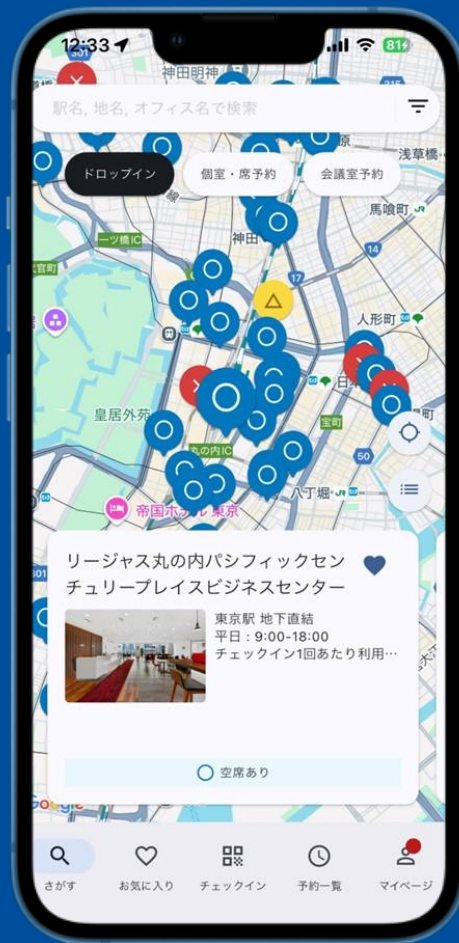 12:33
81
神田明神
駅名, 地名, オフィス名で検索
浅草橋
ドロップイン
個室・席予約
会議室予約
馬喰町
一ツ橋IC
神田
14
17
人形町
皇居外苑
宝町
丸の内IC
50
八丁堀
帝国ホテル 東京
リージャス丸の内パシフィックセン
チュリープレイスビジネスセンター
東京駅 地下直結
平日：9:00-18:00
チェックイン1回あたり利用…
空席あり
Google
さがす
お気に入り
チェックイン
予約一覧
マイページ